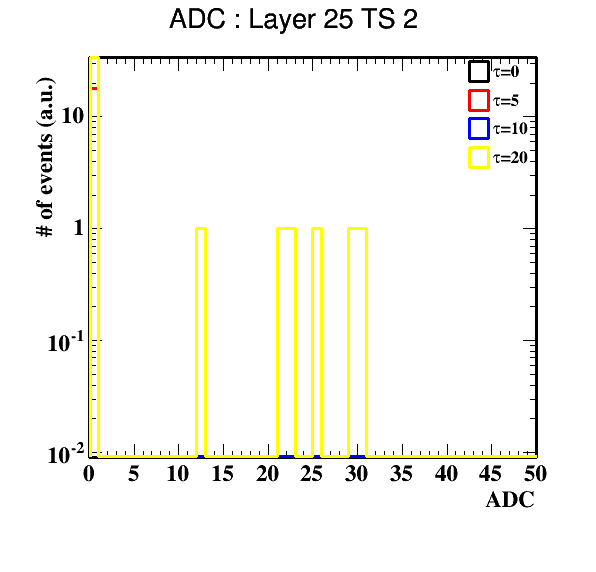 ADC : Layer 25 TS 2
# of events (a.u.)
10
1
10^-1
10^-2
τ=0
τ=5
τ=10
τ=20
0 5 10 15 20 25 30 35 40 45 50
ADC